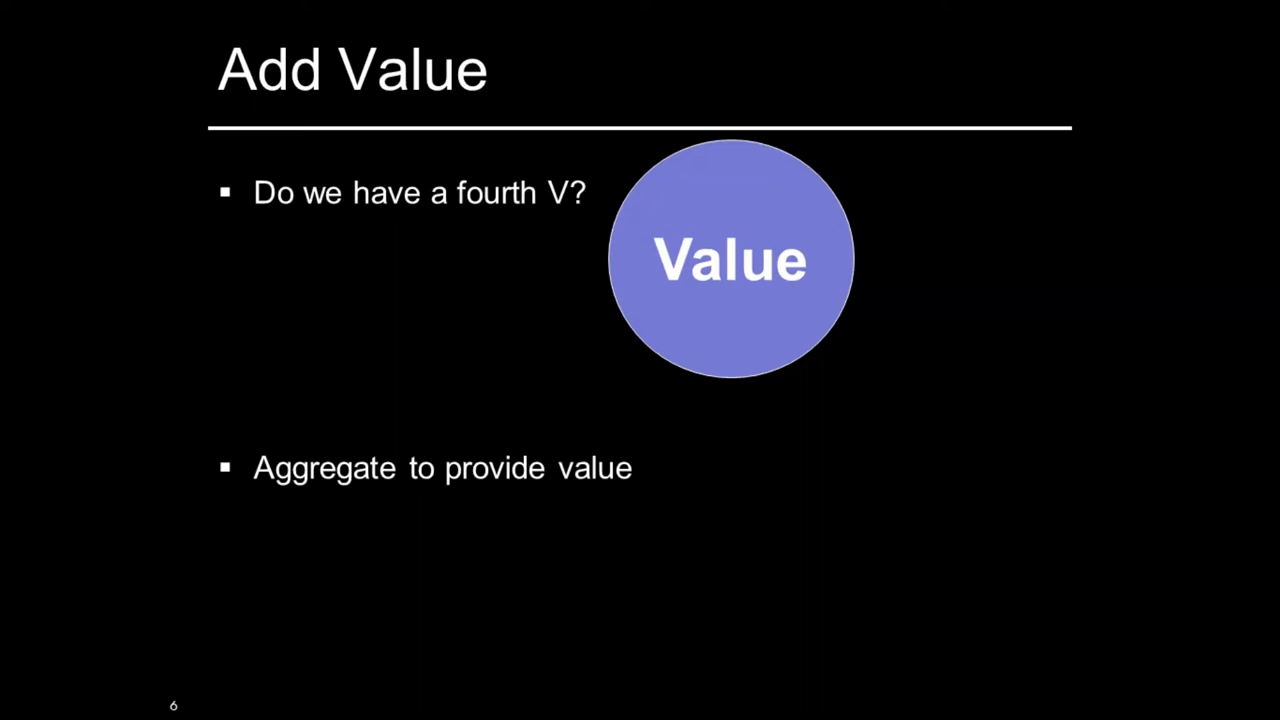 Add Value
▪ Do we have a fourth V?
Value
▪ Aggregate to provide value
6